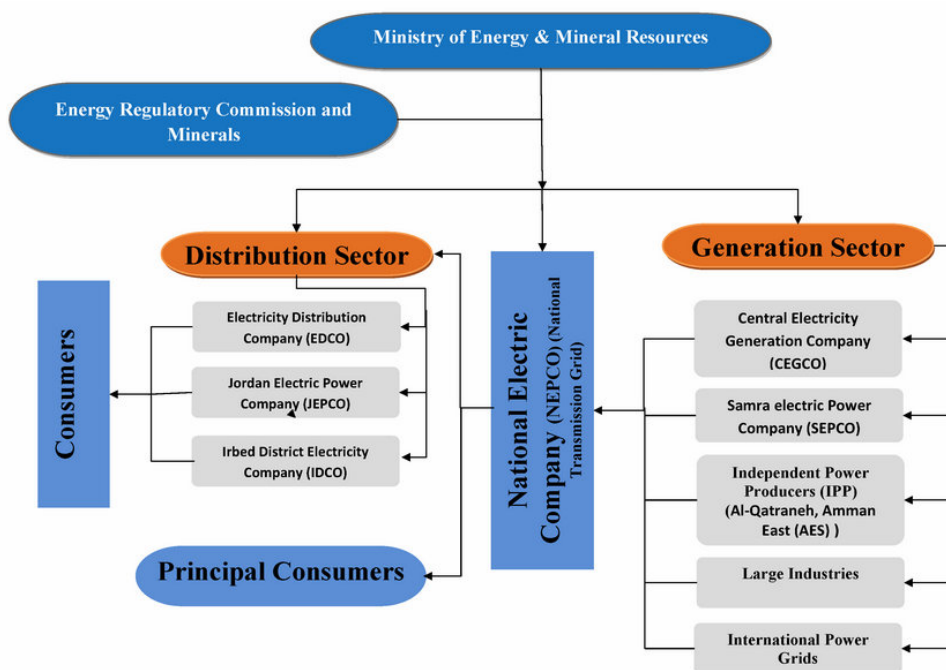 Ministry of Energy & Mineral Resources
Energy Regulatory Commission and
Minerals
Distribution Sector
Generation Sector
Consumers
Electricity Distribution
Company (EDCO)
Jordan Electric Power
Company (JEPCO)
Irbed District Electricity
Company (IDCO)
Principal Consumers
National Electric
Company (NEPCO) (National
Transmission Grid)
Central Electricity
Generation Company
(CEGCO)
Samra electric Power
Company (SEPCO)
Independent Power
Producers (IPP)
(Al-Qatraneh, Amman
East (AES) )
Large Industries
International Power
Grids